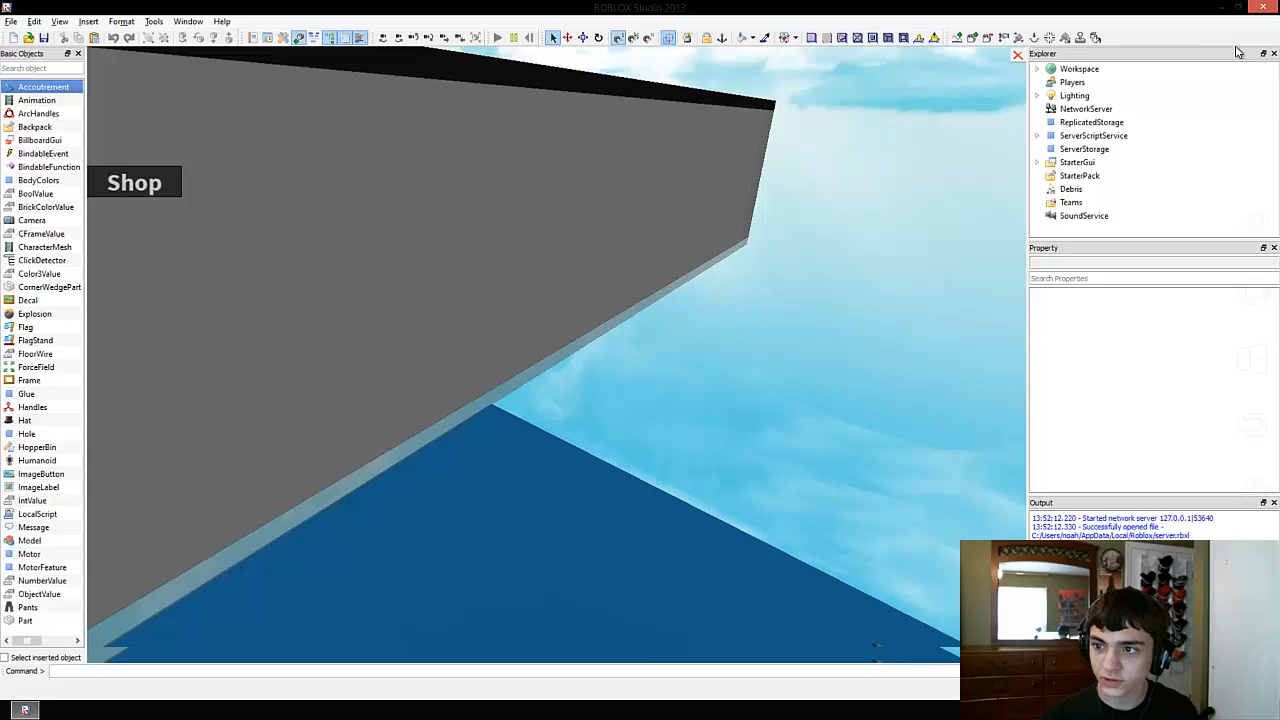 ROBLOX Studio 2013
File Edit View Insert Format Tools Window Help
Basic Objects
Search object
Accoutrement
Animation
ArcHandles
Backpack
BillboardGui
BindableEvent
BindableFunction
BodyColors
BoolValue
BrickColorValue
Camera
CFrameValue
CharacterMesh
ClickDetector
Color3Value
CornerWedgePart
Decal
Explosion
Flag
FlagStand
FloorWire
ForceField
Frame
Glue
Handles
Hat
Hole
HopperBin
Humanoid
ImageButton
ImageLabel
IntValue
LocalScript
Message
Model
Motor
MotorFeature
NumberValue
ObjectValue
Pants
Part
Select inserted object
Command >
Shop
Explorer
Workspace
Players
Lighting
NetworkServer
ReplicatedStorage
ServerScriptService
ServerStorage
StarterGui
StarterPack
Debris
Teams
SoundService
Property
Search Properties
Output
13:52:12.220 - Started network server 127.0.0.1|53640
13:52:12.330 - Successfully opened file -
C:/Users/noah/AppData/Local/Roblox/server.rbxl